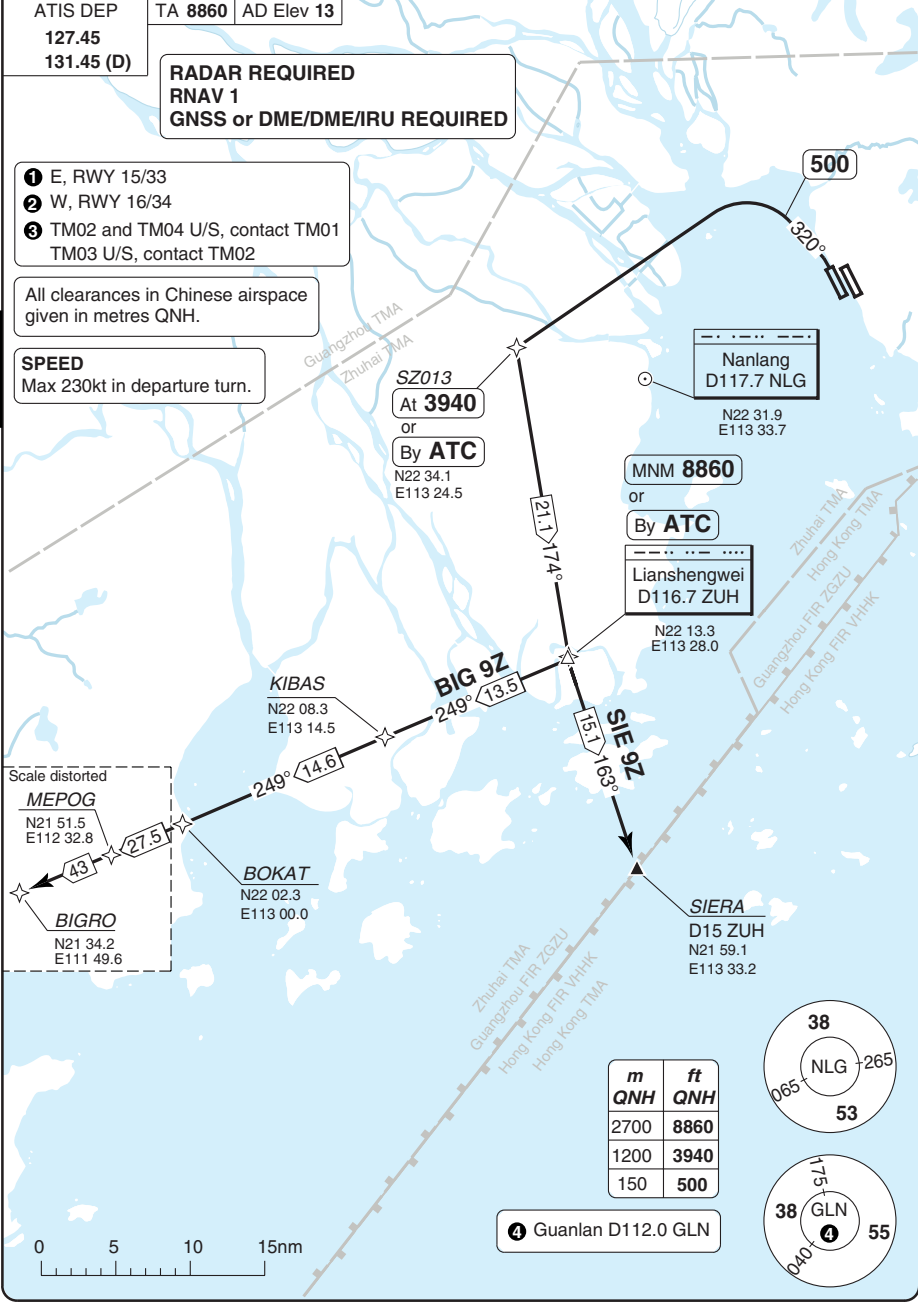 ATIS DEP
127.45
131.45 (D)
TA 8860
AD Elev 13
RADAR REQUIRED
RNAV 1
GNSS or DME/DME/IRU REQUIRED
1 E, RWY 15/33
2 W, RWY 16/34
3 TM02 and TM04 U/S, contact TM01
TM03 U/S, contact TM02
All clearances in Chinese airspace
given in metres QNH.
SPEED
Max 230kt in departure turn.
500
320°
Guangzhou TMA
Zhuhai TMA
SZ013
At 3940
or
By ATC
N22 34.1
E113 24.5
Nanlang
D117.7 NLG
N22 31.9
E113 33.7
MNM 8860
or
By ATC
Lianshengwei
D116.7 ZUH
N22 13.3
E113 28.0
Zhuhai TMA
Hong Kong TMA
Guangzhou FIR ZGZU
Hong Kong FIR VHHK
21.1
174°
BIG 9Z
249°
13.5
KIBAS
N22 08.3
E113 14.5
SIE 9Z
15.1
163°
249°
14.6
Scale distorted
MEPOG
N21 51.5
E112 32.8
27.5
43
BIGRO
N21 34.2
E111 49.6
BOKAT
N22 02.3
E113 00.0
SIERA
D15 ZUH
N21 59.1
E113 33.2
Zhuhai TMA
Guangzhou FIR ZGZU
Hong Kong FIR VHHK
Hong Kong TMA
m QNH ft QNH
2700 8860
1200 3940
150 500
4 Guanlan D112.0 GLN
38
NLG
265
065
53
175
38
GLN
4
55
040
0 5 10 15nm